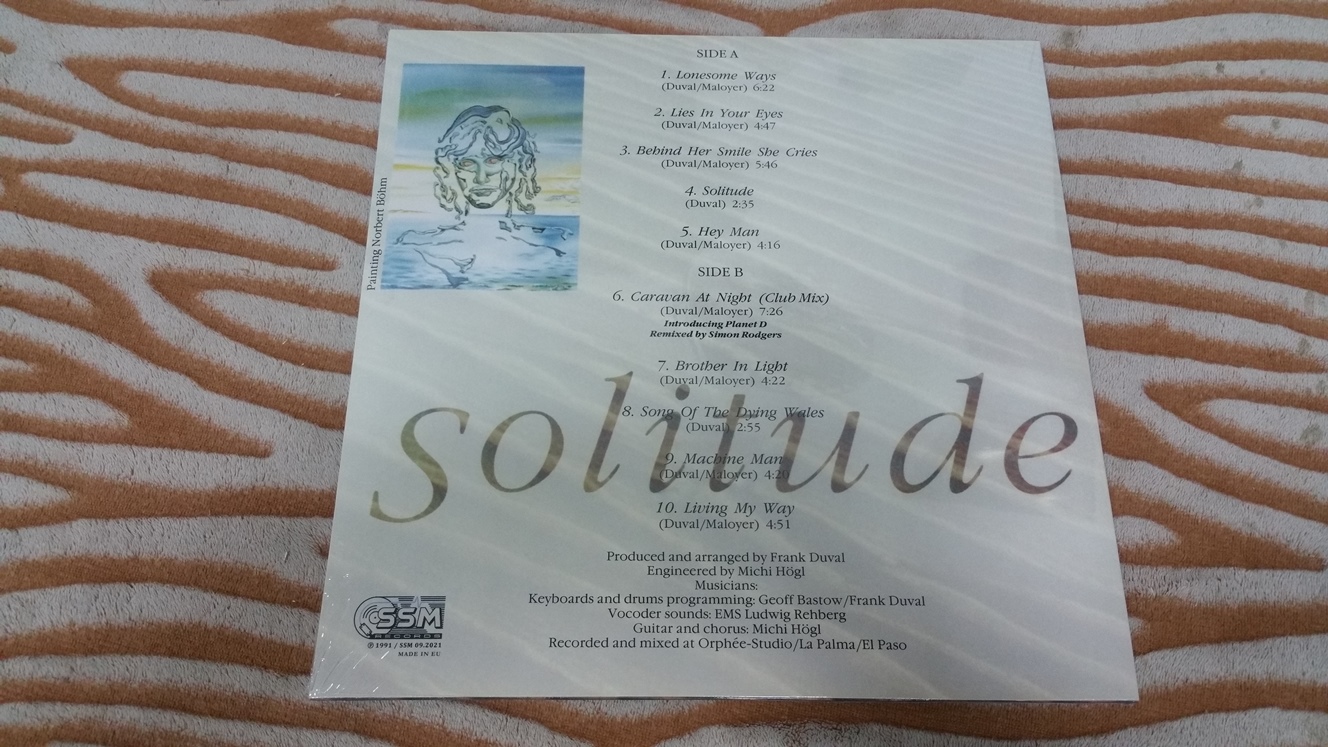 SIDE A
1. Lonesome Ways
(Duval/Maloyer) 6:22
2. Lies In Your Eyes
(Duval/Maloyer) 4:47
3. Behind Her Smile She Cries
(Duval/Maloyer) 5:46
4. Solitude
(Duval) 2:35
5. Hey Man
(Duval/Maloyer) 4:16
SIDE B
6. Caravan At Night (Club Mix)
(Duval/Maloyer) 7:26
Introducing Planet D
Remixed by Simon Rodgers
7. Brother In Light
(Duval/Maloyer) 4:22
8. Song Of The Dying Wales
(Duval) 2:55
9. Machine Man
(Duval/Maloyer)
10. Living My Way
(Duval/Maloyer) 4:51
solitude
Painting Norbert Böhm
Produced and arranged by Frank Duval
Engineered by Michi Högl
Musicians:
Keyboards and drums programming: Geoff Bastow/Frank Duval
Vocoder sounds: EMS Ludwig Rehberg
Guitar and chorus: Michi Högl
Recorded and mixed at Orphée-Studio/La Palma/El Paso
SSM
RECORDS
℗ 1991 / SSM 09.2021
MADE IN EU